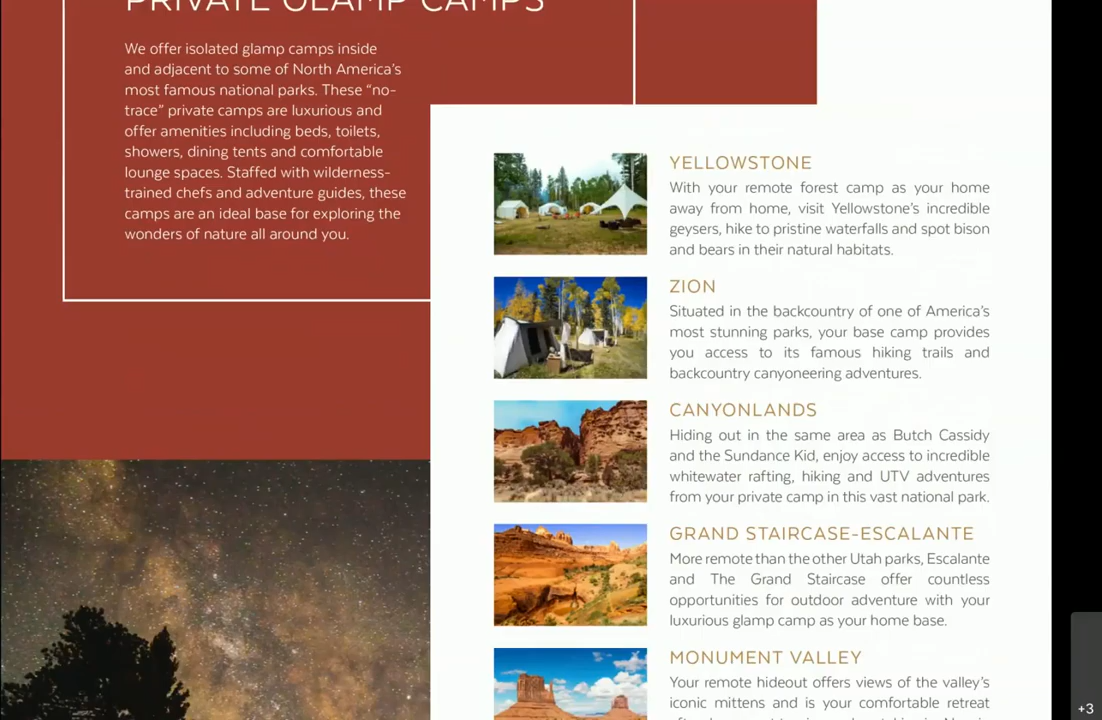 PRIVATE GLAMP CAMPS
We offer isolated glamp camps inside
and adjacent to some of North America's
most famous national parks. These “no-
trace” private camps are luxurious and
offer amenities including beds, toilets,
showers, dining tents and comfortable
lounge spaces. Staffed with wilderness-
trained chefs and adventure guides, these
camps are an ideal base for exploring the
wonders of nature all around you.
YELLOWSTONE
With your remote forest camp as your home
away from home, visit Yellowstone's incredible
geysers, hike to pristine waterfalls and spot bison
and bears in their natural habitats.
ZION
Situated in the backcountry of one of America's
most stunning parks, your base camp provides
you access to its famous hiking trails and
backcountry canyoneering adventures.
CANYONLANDS
Hiding out in the same area as Butch Cassidy
and the Sundance Kid, enjoy access to incredible
whitewater rafting, hiking and UTV adventures
from your private camp in this vast national park.
GRAND STAIRCASE-ESCALANTE
More remote than the other Utah parks, Escalante
and The Grand Staircase offer countless
opportunities for outdoor adventure with your
luxurious glamp camp as your home base.
MONUMENT VALLEY
Your remote hideout offers views of the valley's
iconic mittens and is your comfortable retreat
+3